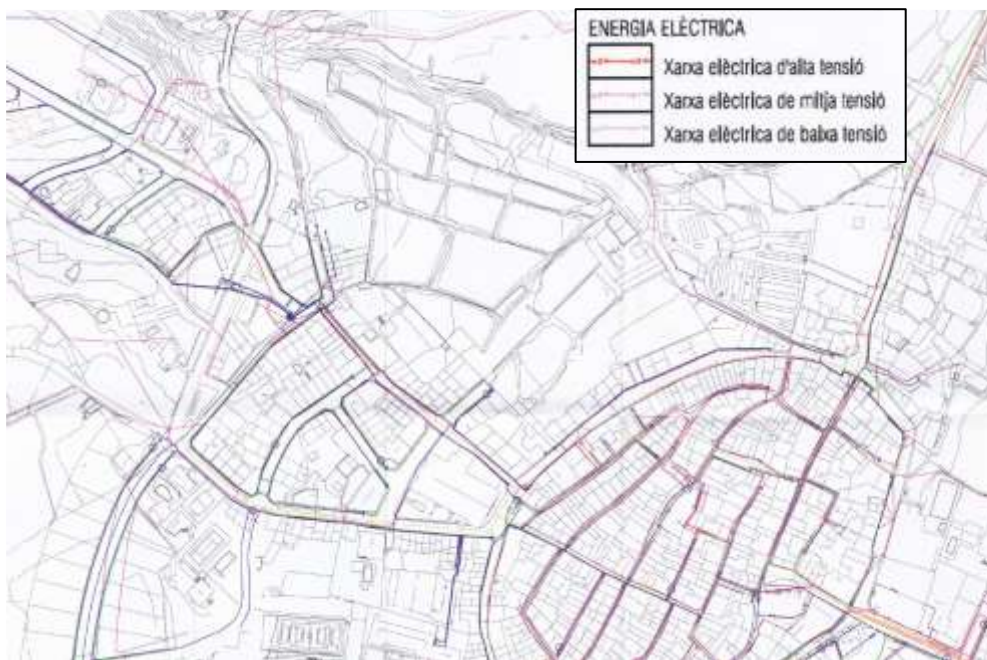 ENERGIA ELÈCTRICA
Xarxa elèctrica d'alta tensió
Xarxa elèctrica de mitja tensió
Xarxa elèctrica de baixa tensió